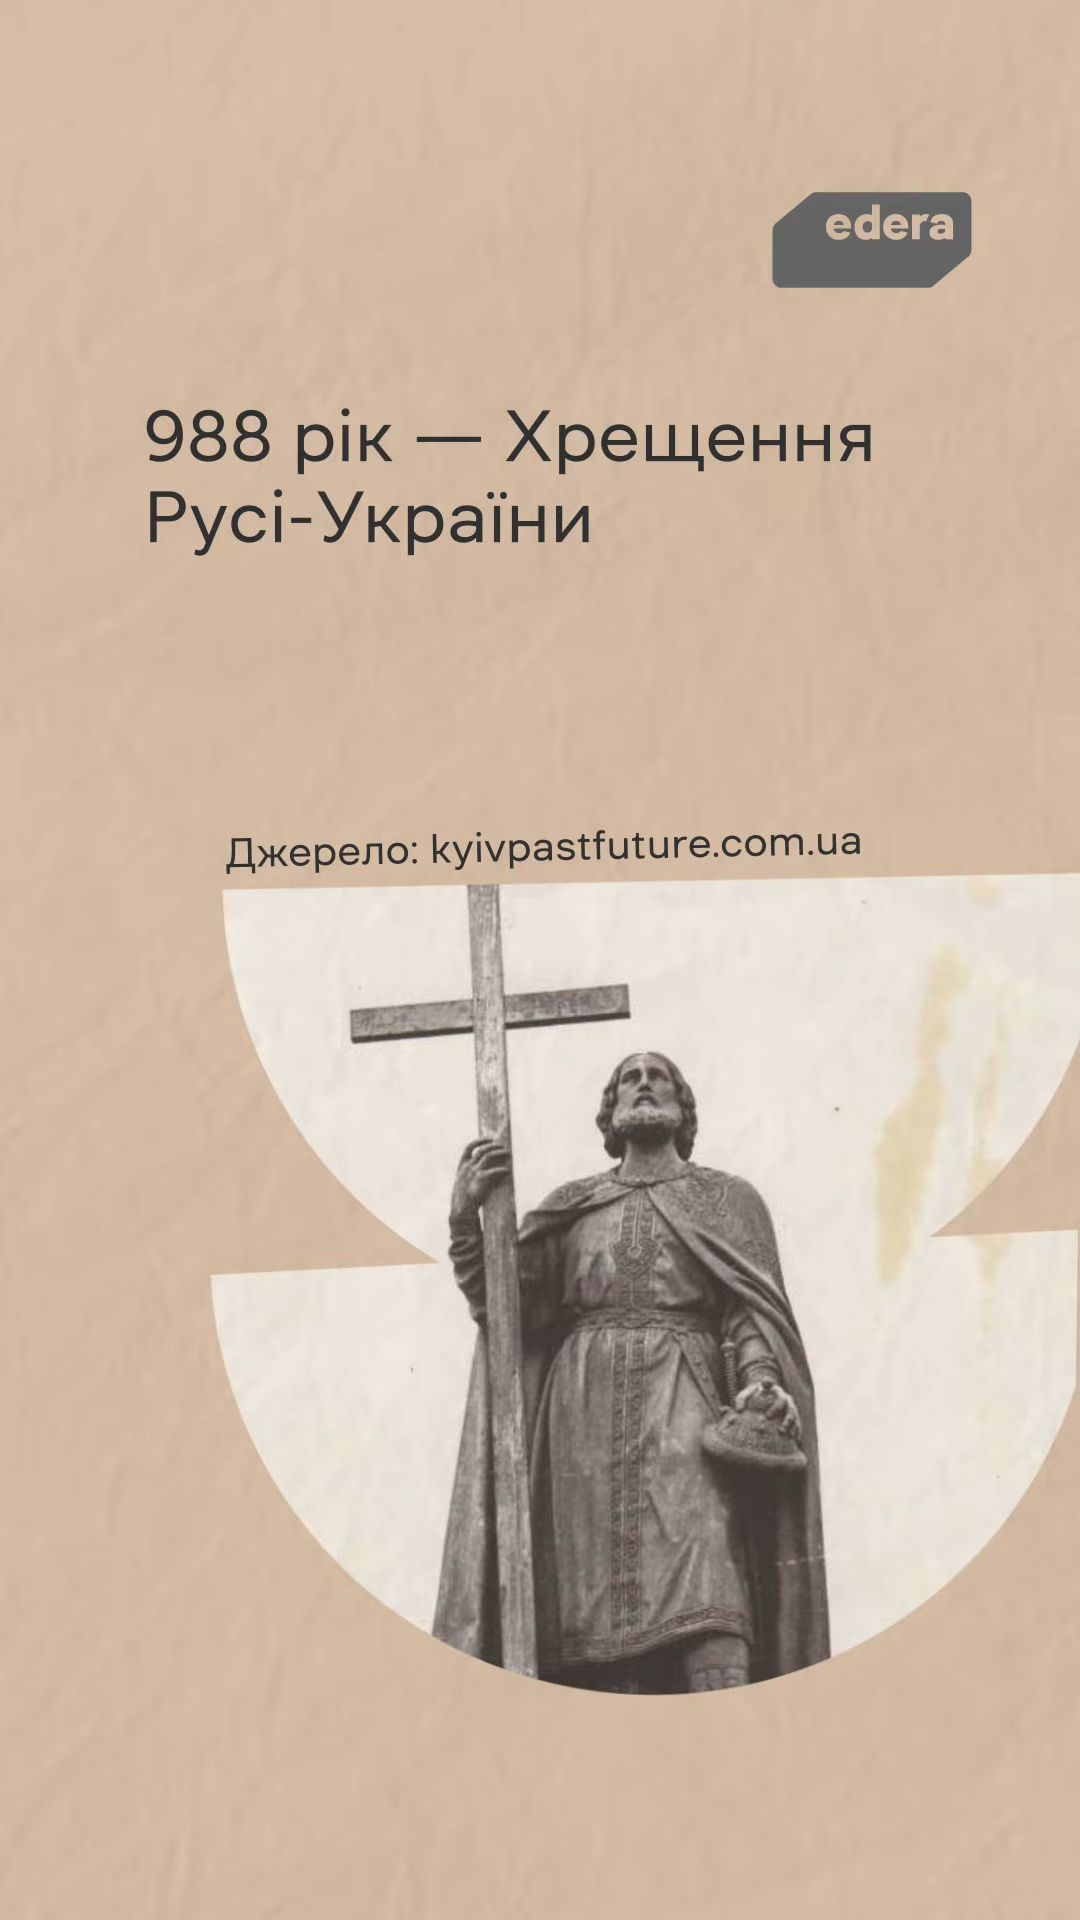 edera
988 рік — Хрещення
Русі-України
Джерело: kyivpastfuture.com.ua